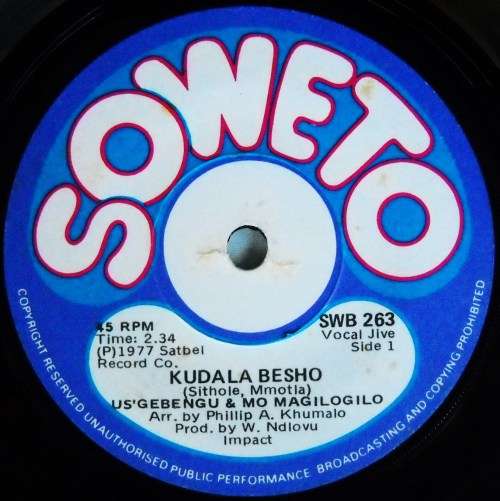 SOWETO
45 RPM
Time: 2.34
(P)1977 Satbel
Record Co.
SWB 263
Vocal Jive
Side 1
KUDALA BESHO
(Sithole, Mmotla)
US'GEBENGU & MO MAGILOGILO
Arr. by Phillip A. Khumalo
Prod. by W. Ndlovu
Impact
COPYRIGHT RESERVED. UNAUTHORISED PUBLIC PERFORMANCE BROADCASTING AND COPYING PROHIBITED